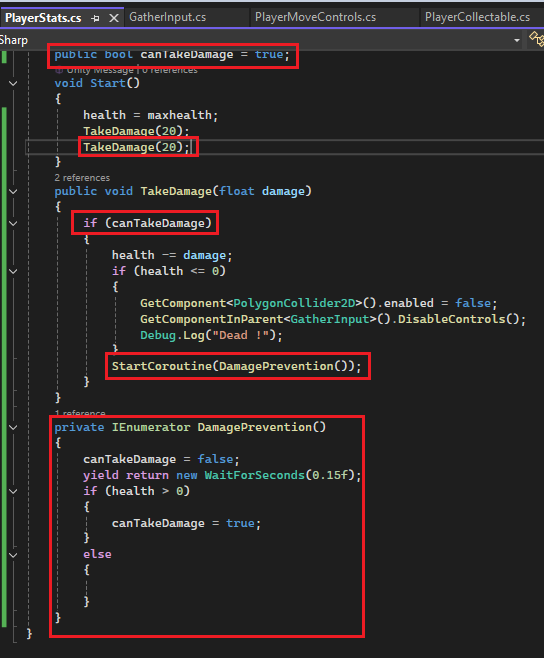 PlayerStats.cs GatherInput.cs PlayerMoveControls.cs PlayerCollectable.cs
Sharp
public bool canTakeDamage = true;
Unity Message | 0 references
void Start()
{
health = maxhealth;
TakeDamage(20);
TakeDamage(20);
}
2 references
public void TakeDamage(float damage)
{
if (canTakeDamage)
{
health -= damage;
if (health <= 0)
{
GetComponent<PolygonCollider2D>().enabled = false;
GetComponentInParent<GatherInput>().DisableControls();
Debug.Log("Dead !");
}
StartCoroutine(DamagePrevention());
}
}
1 reference
private IEnumerator DamagePrevention()
{
canTakeDamage = false;
yield return new WaitForSeconds(0.15f);
if (health > 0)
{
canTakeDamage = true;
}
else
{
}
}
}